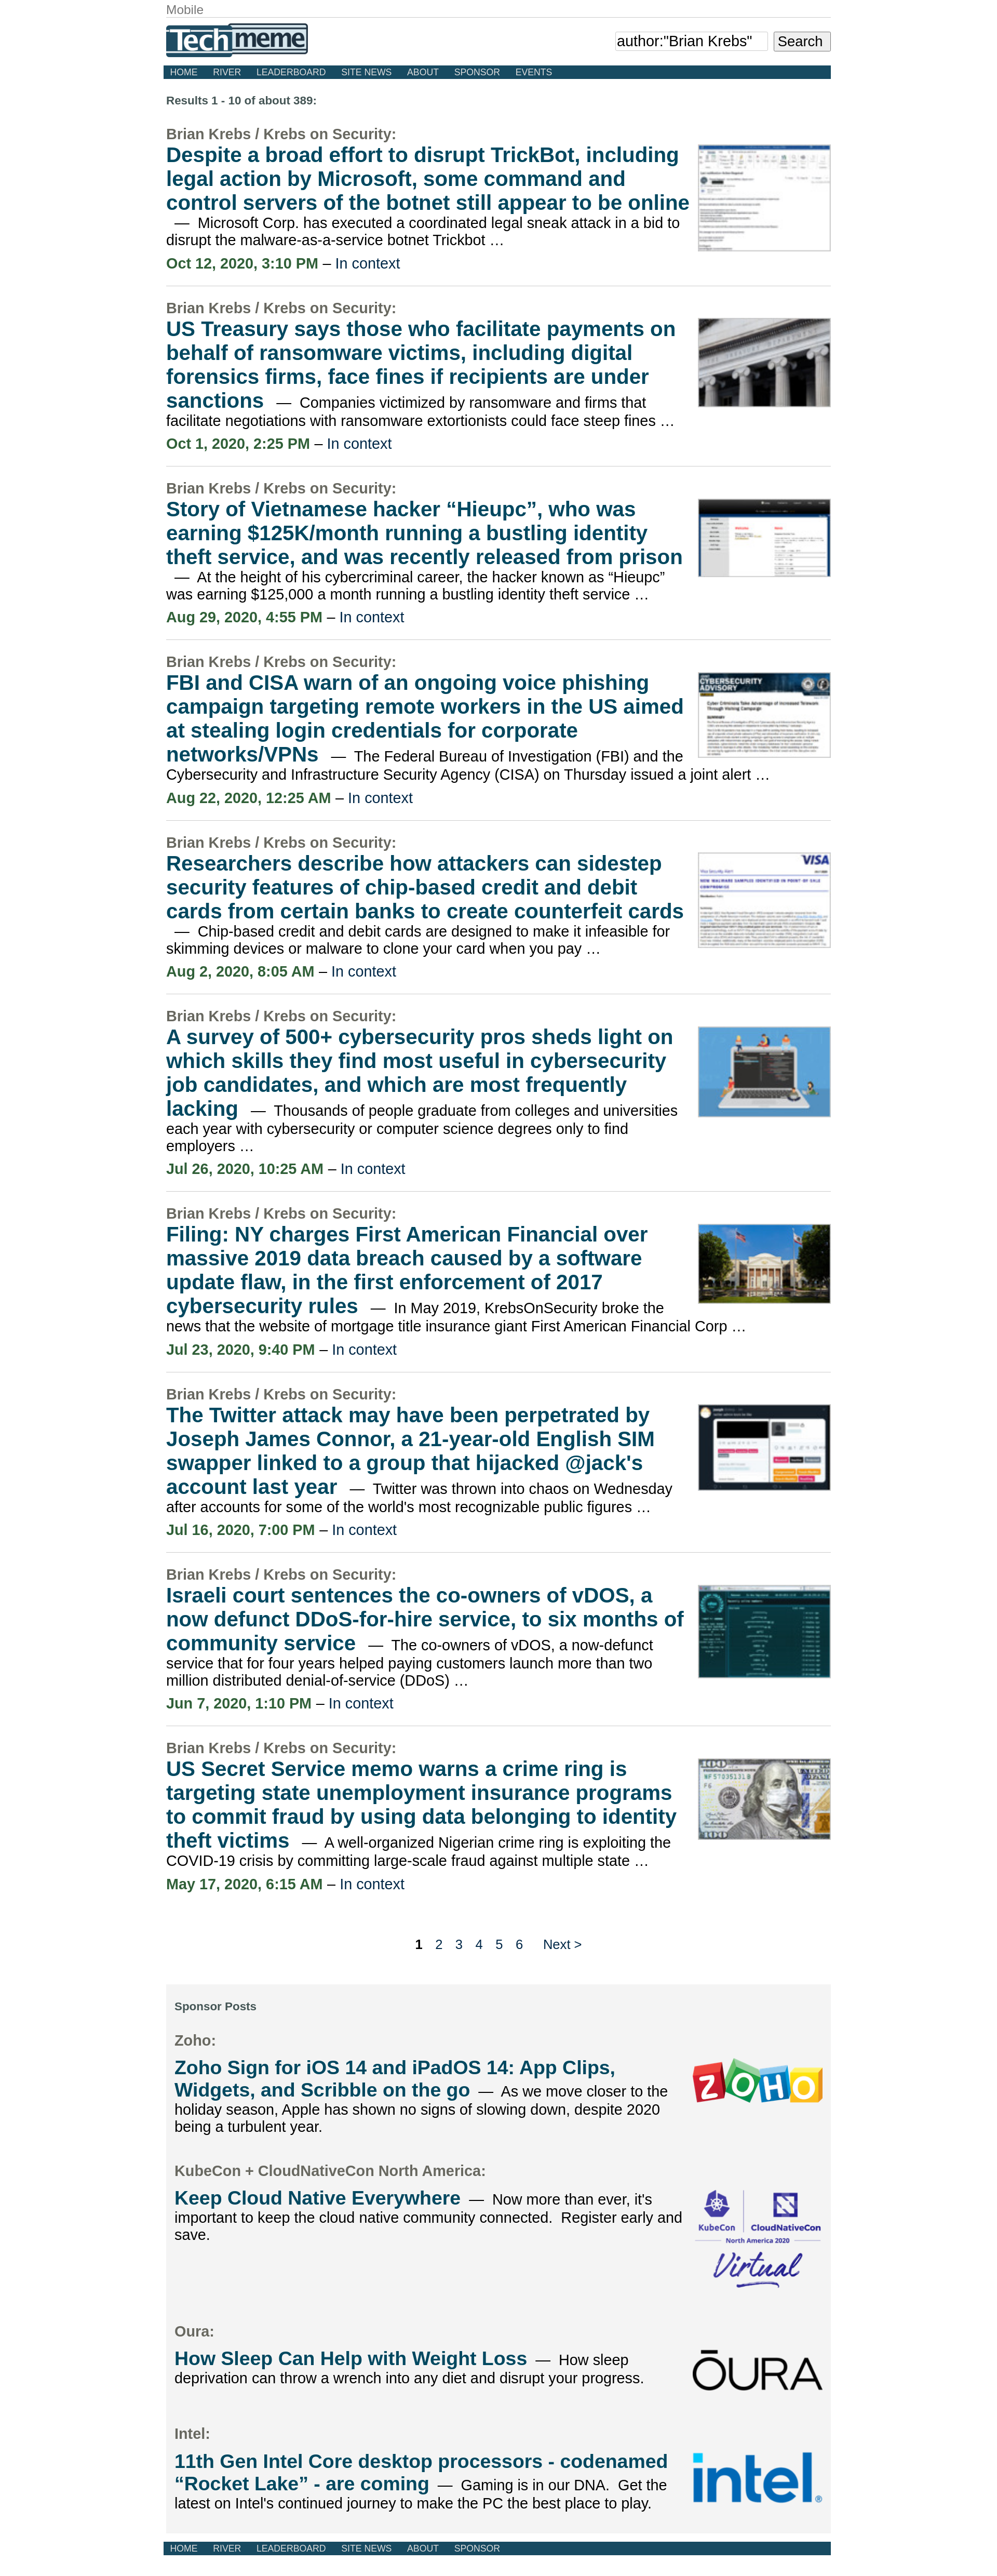 Mobile
Techmeme
author:"Brian Krebs"
Search
HOME RIVER LEADERBOARD SITE NEWS ABOUT SPONSOR EVENTS
Results 1 - 10 of about 389:
Brian Krebs / Krebs on Security:
Despite a broad effort to disrupt TrickBot, including
legal action by Microsoft, some command and
control servers of the botnet still appear to be online
— Microsoft Corp. has executed a coordinated legal sneak attack in a bid to
disrupt the malware-as-a-service botnet Trickbot …
Oct 12, 2020, 3:10 PM – In context
Brian Krebs / Krebs on Security:
US Treasury says those who facilitate payments on
behalf of ransomware victims, including digital
forensics firms, face fines if recipients are under
sanctions — Companies victimized by ransomware and firms that
facilitate negotiations with ransomware extortionists could face steep fines …
Oct 1, 2020, 2:25 PM – In context
Brian Krebs / Krebs on Security:
Story of Vietnamese hacker “Hieupc”, who was
earning $125K/month running a bustling identity
theft service, and was recently released from prison
— At the height of his cybercriminal career, the hacker known as “Hieupc”
was earning $125,000 a month running a bustling identity theft service …
Aug 29, 2020, 4:55 PM – In context
Brian Krebs / Krebs on Security:
FBI and CISA warn of an ongoing voice phishing
campaign targeting remote workers in the US aimed
at stealing login credentials for corporate
networks/VPNs — The Federal Bureau of Investigation (FBI) and the
Cybersecurity and Infrastructure Security Agency (CISA) on Thursday issued a joint alert …
CYBERSECURITY
ADVISORY
Cyber Criminals Take Advantage of Increased Telework
Through Vishing Campaign
SUMMARY
Aug 22, 2020, 12:25 AM – In context
Brian Krebs / Krebs on Security:
Researchers describe how attackers can sidestep
security features of chip-based credit and debit
cards from certain banks to create counterfeit cards
— Chip-based credit and debit cards are designed to make it infeasible for
skimming devices or malware to clone your card when you pay …
VISA
Aug 2, 2020, 8:05 AM – In context
Brian Krebs / Krebs on Security:
A survey of 500+ cybersecurity pros sheds light on
which skills they find most useful in cybersecurity
job candidates, and which are most frequently
lacking — Thousands of people graduate from colleges and universities
each year with cybersecurity or computer science degrees only to find
employers …
Jul 26, 2020, 10:25 AM – In context
Brian Krebs / Krebs on Security:
Filing: NY charges First American Financial over
massive 2019 data breach caused by a software
update flaw, in the first enforcement of 2017
cybersecurity rules — In May 2019, KrebsOnSecurity broke the
news that the website of mortgage title insurance giant First American Financial Corp …
Jul 23, 2020, 9:40 PM – In context
Brian Krebs / Krebs on Security:
The Twitter attack may have been perpetrated by
Joseph James Connor, a 21-year-old English SIM
swapper linked to a group that hijacked @jack's
account last year — Twitter was thrown into chaos on Wednesday
after accounts for some of the world's most recognizable public figures …
Jul 16, 2020, 7:00 PM – In context
Brian Krebs / Krebs on Security:
Israeli court sentences the co-owners of vDOS, a
now defunct DDoS-for-hire service, to six months of
community service — The co-owners of vDOS, a now-defunct
service that for four years helped paying customers launch more than two
million distributed denial-of-service (DDoS) …
Jun 7, 2020, 1:10 PM – In context
Brian Krebs / Krebs on Security:
US Secret Service memo warns a crime ring is
targeting state unemployment insurance programs
to commit fraud by using data belonging to identity
theft victims — A well-organized Nigerian crime ring is exploiting the
COVID-19 crisis by committing large-scale fraud against multiple state …
May 17, 2020, 6:15 AM – In context
1 2 3 4 5 6 Next >
Sponsor Posts
Zoho:
Zoho Sign for iOS 14 and iPadOS 14: App Clips,
Widgets, and Scribble on the go — As we move closer to the
holiday season, Apple has shown no signs of slowing down, despite 2020
being a turbulent year.
ZOHO
KubeCon + CloudNativeCon North America:
Keep Cloud Native Everywhere — Now more than ever, it's
important to keep the cloud native community connected. Register early and
save.
KubeCon CloudNativeCon
North America 2020
Virtual
Oura:
How Sleep Can Help with Weight Loss — How sleep
deprivation can throw a wrench into any diet and disrupt your progress.
ŌURA
Intel:
11th Gen Intel Core desktop processors - codenamed
“Rocket Lake” - are coming — Gaming is in our DNA. Get the
latest on Intel's continued journey to make the PC the best place to play.
intel®
HOME RIVER LEADERBOARD SITE NEWS ABOUT SPONSOR